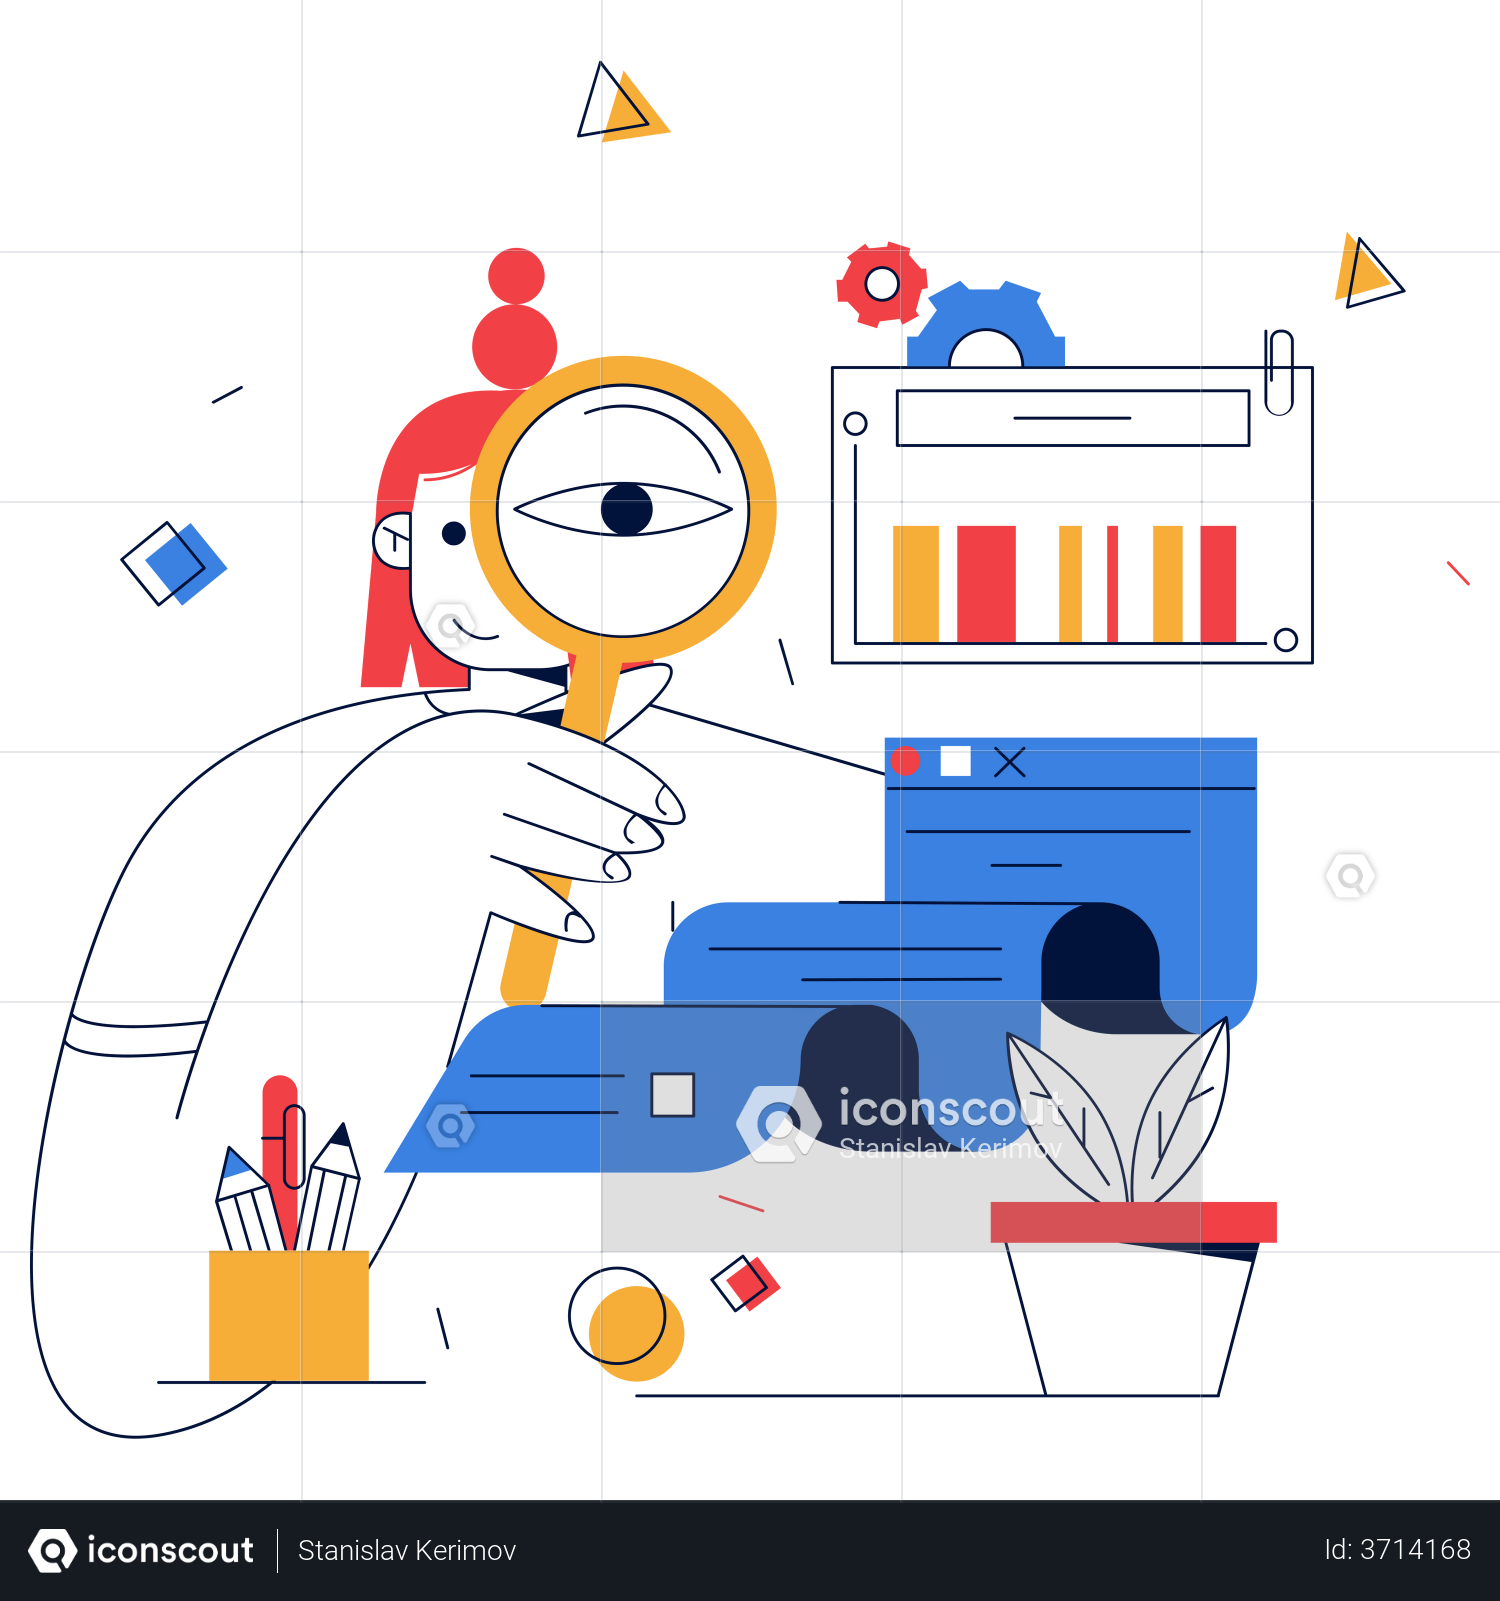 iconscout
Stanislav Kerimov
iconscout
Stanislav Kerimov
Id: 3714168